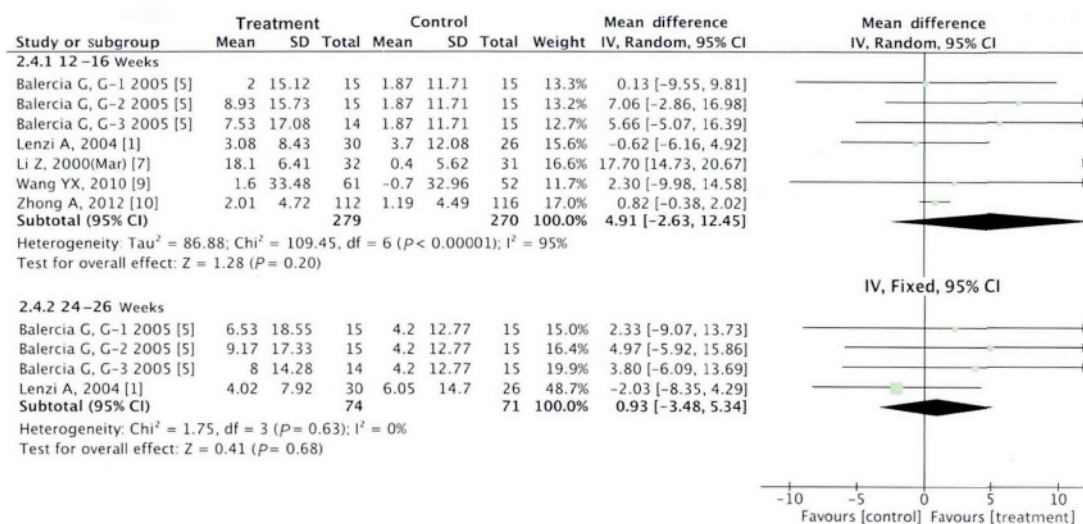 Treatment Control Mean difference Mean difference
Study or subgroup Mean SD Total Mean SD Total Weight IV, Random, 95% CI IV, Random, 95% CI
2.4.1 12–16 Weeks
Balercia G, G-1 2005 [5] 2 15.12 15 1.87 11.71 15 13.3% 0.13 [−9.55, 9.81]
Balercia G, G-2 2005 [5] 8.93 15.73 15 1.87 11.71 15 13.2% 7.06 [−2.86, 16.98]
Balercia G, G-3 2005 [5] 7.53 17.08 14 1.87 11.71 15 12.7% 5.66 [−5.07, 16.39]
Lenzi A, 2004 [1] 3.08 8.43 30 3.7 12.08 26 15.6% −0.62 [−6.16, 4.92]
Li Z, 2000(Mar) [7] 18.1 6.41 32 0.4 5.62 31 16.6% 17.70 [14.73, 20.67]
Wang YX, 2010 [9] 1.6 33.48 61 −0.7 32.96 52 11.7% 2.30 [−9.98, 14.58]
Zhong A, 2012 [10] 2.01 4.72 112 1.19 4.49 116 17.0% 0.82 [−0.38, 2.02]
Subtotal (95% CI) 279 270 100.0% 4.91 [−2.63, 12.45]
Heterogeneity: Tau² = 86.88; Chi² = 109.45, df = 6 (P < 0.00001); I² = 95%
Test for overall effect: Z = 1.28 (P = 0.20)
IV, Fixed, 95% CI
2.4.2 24–26 Weeks
Balercia G, G-1 2005 [5] 6.53 18.55 15 4.2 12.77 15 15.0% 2.33 [−9.07, 13.73]
Balercia G, G-2 2005 [5] 9.17 17.33 15 4.2 12.77 15 16.4% 4.97 [−5.92, 15.86]
Balercia G, G-3 2005 [5] 8 14.28 14 4.2 12.77 15 19.9% 3.80 [−6.09, 13.69]
Lenzi A, 2004 [1] 4.02 7.92 30 6.05 14.7 26 48.7% −2.03 [−8.35, 4.29]
Subtotal (95% CI) 74 71 100.0% 0.93 [−3.48, 5.34]
Heterogeneity: Chi² = 1.75, df = 3 (P = 0.63); I² = 0%
Test for overall effect: Z = 0.41 (P = 0.68)
−10 −5 0 5 10
Favours [control] Favours [treatment]